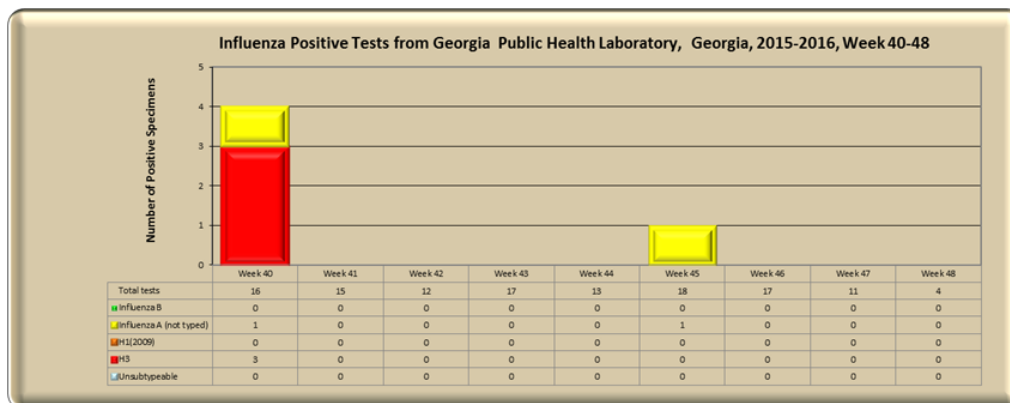 Influenza Positive Tests from Georgia Public Health Laboratory, Georgia, 2015-2016, Week 40-48
Number of Positive Specimens
5
4
3
2
1
0
Week 40 Week 41 Week 42 Week 43 Week 44 Week 45 Week 46 Week 47 Week 48
Total tests 16 15 12 17 13 18 17 11 4
Influenza B 0 0 0 0 0 0 0 0 0
Influenza A (not typed) 1 0 0 0 0 1 0 0 0
H1(2009) 0 0 0 0 0 0 0 0 0
H3 3 0 0 0 0 0 0 0 0
Unsubtypeable 0 0 0 0 0 0 0 0 0